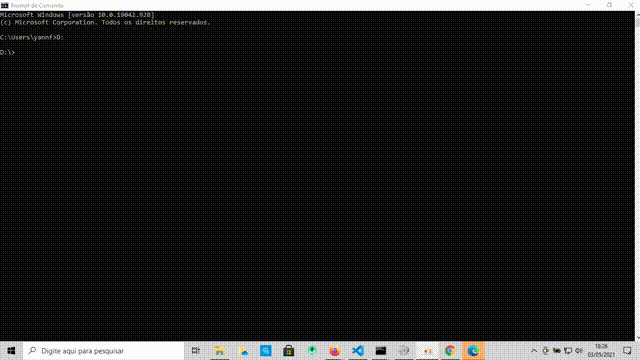 Prompt de Comando
Microsoft Windows [versão 10.0.19042.928]
(c) Microsoft Corporation. Todos os direitos reservados.
C:\Users\yannf>D:
D:\>
Digite aqui para pesquisar
18:26
03/05/2021